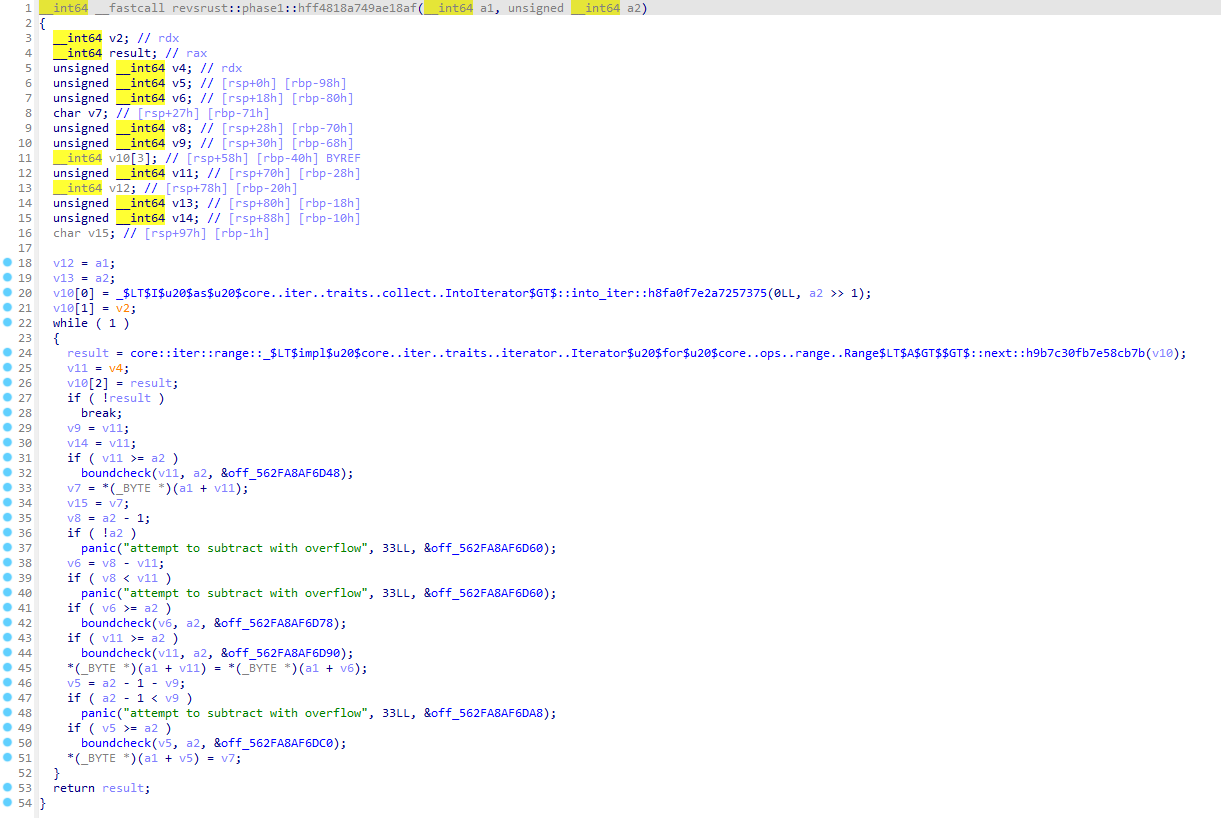 1 __int64 __fastcall revsrust::phase1::hff4818a749ae18af(__int64 a1, unsigned __int64 a2)
2 {
3 __int64 v2; // rdx
4 __int64 result; // rax
5 unsigned __int64 v4; // rdx
6 unsigned __int64 v5; // [rsp+0h] [rbp-98h]
7 unsigned __int64 v6; // [rsp+18h] [rbp-80h]
8 char v7; // [rsp+27h] [rbp-71h]
9 unsigned __int64 v8; // [rsp+28h] [rbp-70h]
10 unsigned __int64 v9; // [rsp+30h] [rbp-68h]
11 __int64 v10[3]; // [rsp+58h] [rbp-40h] BYREF
12 unsigned __int64 v11; // [rsp+70h] [rbp-28h]
13 __int64 v12; // [rsp+78h] [rbp-20h]
14 unsigned __int64 v13; // [rsp+80h] [rbp-18h]
15 unsigned __int64 v14; // [rsp+88h] [rbp-10h]
16 char v15; // [rsp+97h] [rbp-1h]
17
18 v12 = a1;
19 v13 = a2;
20 v10[0] = _$LT$I$u20$as$u20$core..iter..traits..collect..IntoIterator$GT$::into_iter::h8fa0f7e2a7257375(0LL, a2 >> 1);
21 v10[1] = v2;
22 while ( 1 )
23 {
24 result = core::iter::range::_$LT$impl$u20$core..iter..traits..iterator..Iterator$u20$for$u20$core..ops..range..Range$LT$A$GT$$GT$::next::h9b7c30fb7e58cb7b(v10);
25 v11 = v4;
26 v10[2] = result;
27 if ( !result )
28 break;
29 v9 = v11;
30 v14 = v11;
31 if ( v11 >= a2 )
32 boundcheck(v11, a2, &off_562FA8AF6D48);
33 v7 = *(_BYTE *)(a1 + v11);
34 v15 = v7;
35 v8 = a2 - 1;
36 if ( !a2 )
37 panic("attempt to subtract with overflow", 33LL, &off_562FA8AF6D60);
38 v6 = v8 - v11;
39 if ( v8 < v11 )
40 panic("attempt to subtract with overflow", 33LL, &off_562FA8AF6D60);
41 if ( v6 >= a2 )
42 boundcheck(v6, a2, &off_562FA8AF6D78);
43 if ( v11 >= a2 )
44 boundcheck(v11, a2, &off_562FA8AF6D90);
45 *(_BYTE *)(a1 + v11) = *(_BYTE *)(a1 + v6);
46 v5 = a2 - 1 - v9;
47 if ( a2 - 1 < v9 )
48 panic("attempt to subtract with overflow", 33LL, &off_562FA8AF6DA8);
49 if ( v5 >= a2 )
50 boundcheck(v5, a2, &off_562FA8AF6DC0);
51 *(_BYTE *)(a1 + v5) = v7;
52 }
53 return result;
54 }